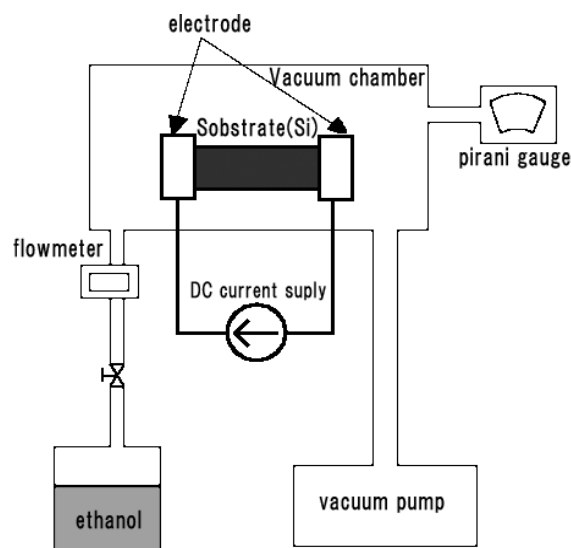 electrode
Vacuum chamber
Sobstrate(Si)
pirani gauge
flowmeter
DC current suply
ethanol
vacuum pump